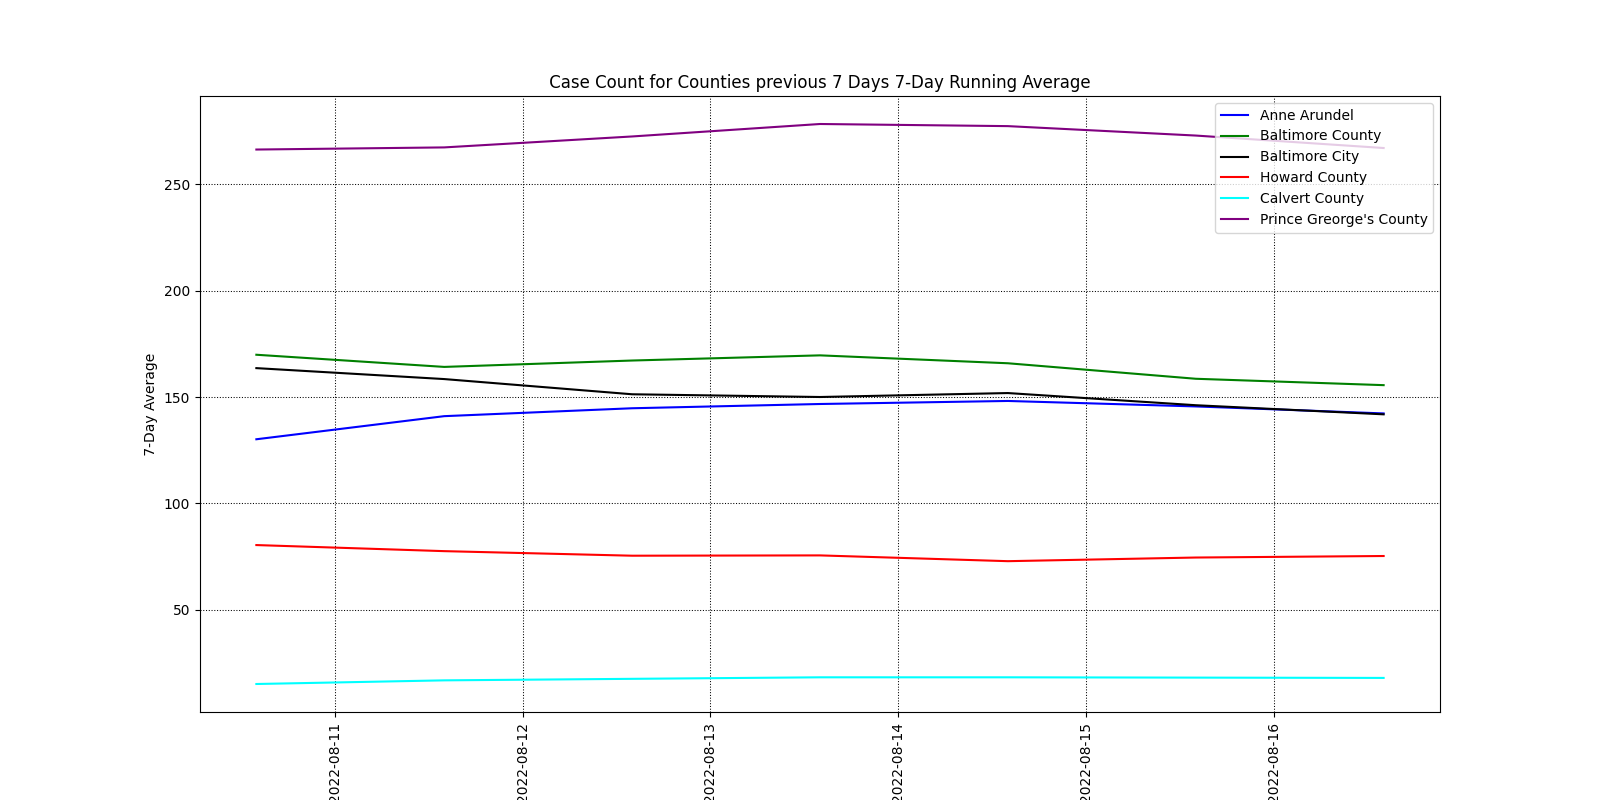 Case Count for Counties previous 7 Days 7-Day Running Average
Anne Arundel
Baltimore County
Baltimore City
Howard County
Calvert County
Prince Greorge's County
7-Day Average
250
200
150
100
50
2022-08-11
2022-08-12
2022-08-13
2022-08-14
2022-08-15
2022-08-16